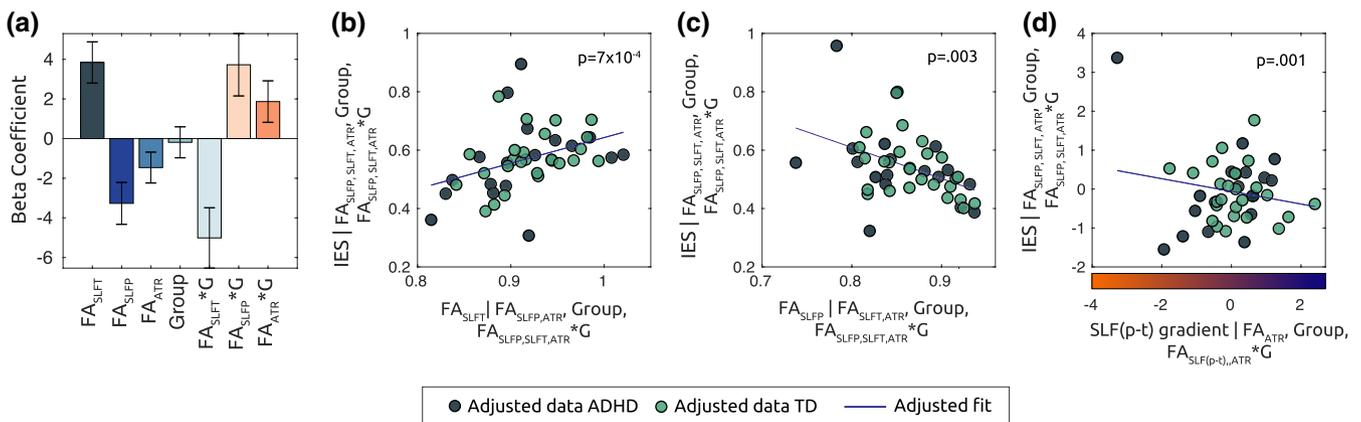 (a)
Beta Coefficient
4
2
0
-2
-4
-6
FA_SLFT
FA_SLFP
FA_ATR
Group
FA_SLFT*G
FA_SLFP*G
FA_ATR*G
(b)
IES | FA_SLFP, SLFT, ATR, Group,
FA_SLFP, SLFT,ATR*G
1
0.8
0.6
0.4
0.2
p=7x10^-4
0.8
0.9
1
FA_SLFT| FA_SLFP,ATR, Group,
FA_SLFP,SLFT,ATR*G
(c)
IES | FA_SLFP, SLFT, ATR, Group,
FA_SLFP, SLFT,ATR*G
1
0.8
0.6
0.4
0.2
p=.003
0.7
0.8
0.9
FA_SLFP | FA_SLFT,ATR, Group,
FA_SLFP,SLFT,ATR*G
(d)
IES | FA_SLFP, SLFT, ATR, Group,
FA_SLFP, SLFT,ATR*G
4
3
2
1
0
-1
-2
p=.001
-4
-2
0
2
SLF(p-t) gradient | FA_ATR, Group,
FA_SLF(p-t),,ATR*G
Adjusted data ADHD
Adjusted data TD
Adjusted fit